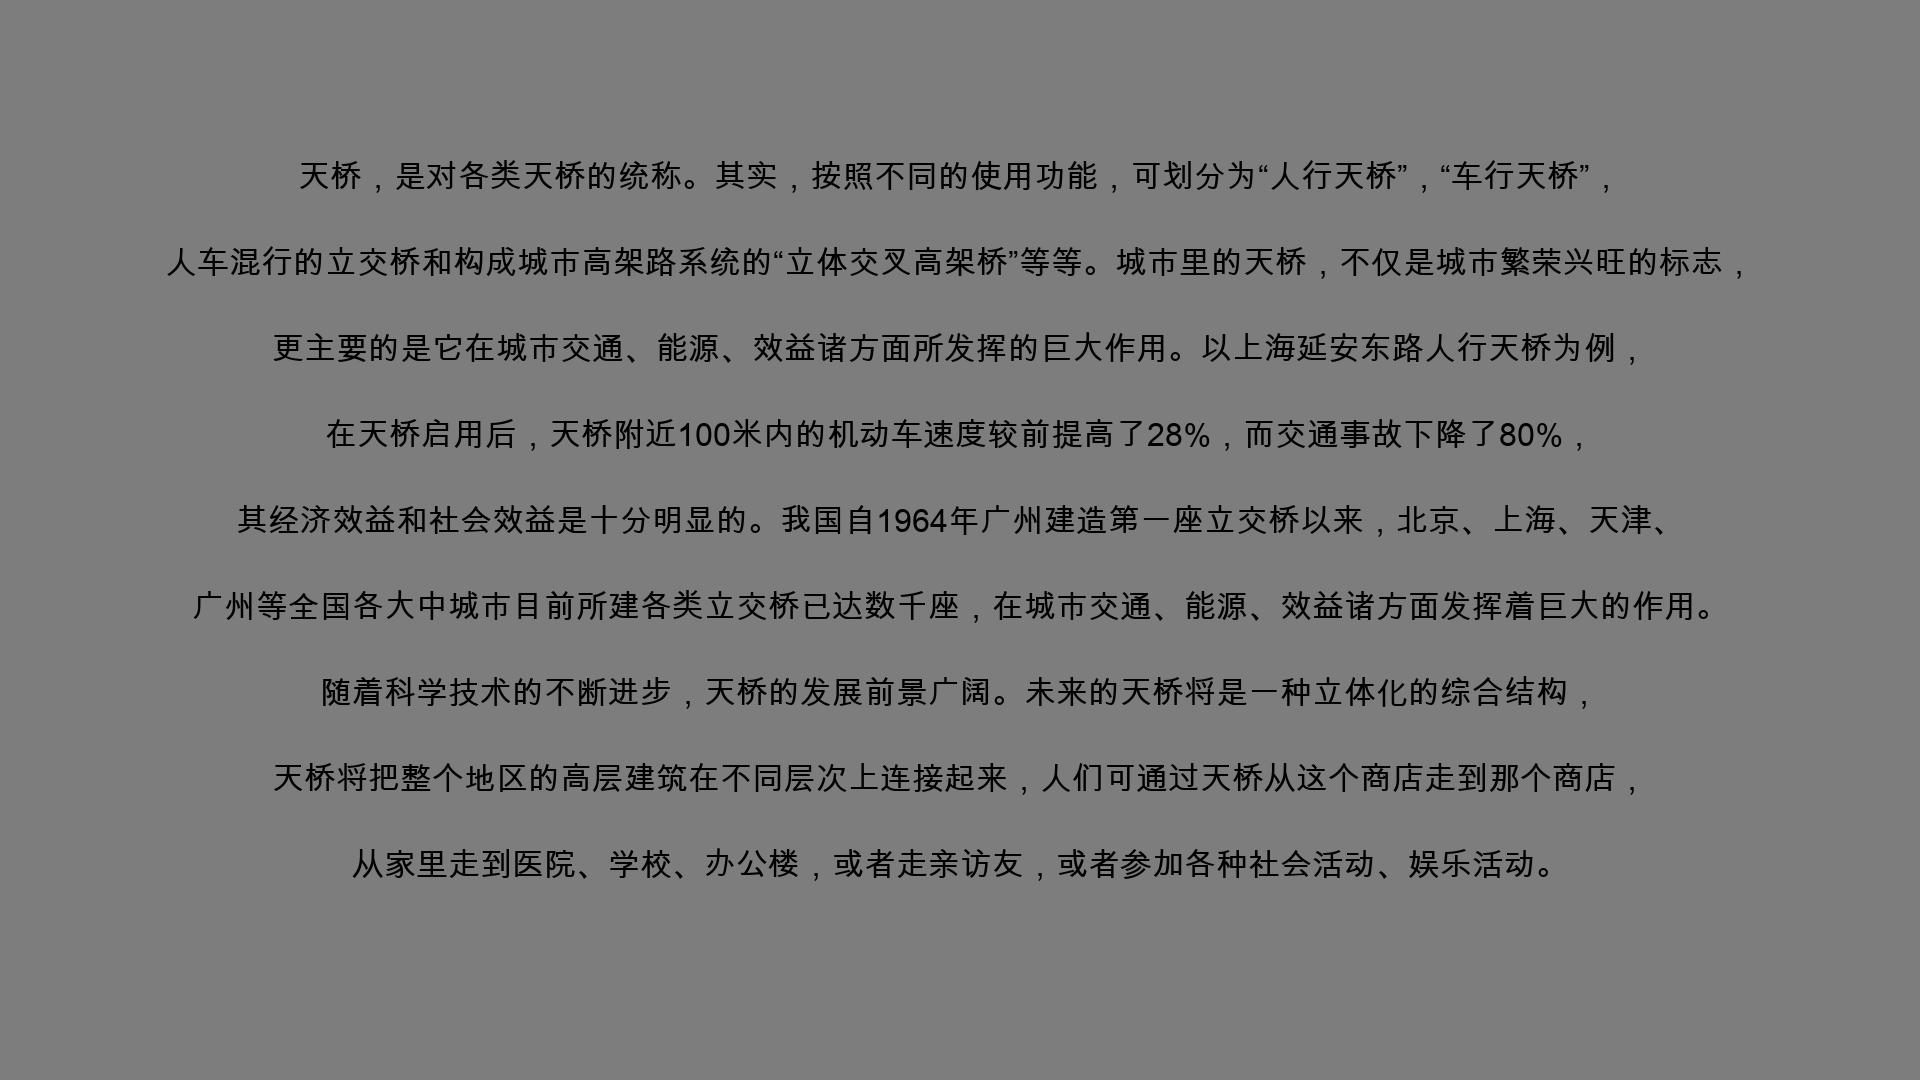 天桥，是对各类天桥的统称。其实，按照不同的使用功能，可划分为“人行天桥”，“车行天桥”，
人车混行的立交桥和构成城市高架路系统的“立体交叉高架桥”等等。城市里的天桥，不仅是城市繁荣兴旺的标志，
更主要的是它在城市交通、能源、效益诸方面所发挥的巨大作用。以上海延安东路人行天桥为例，
在天桥启用后，天桥附近100米内的机动车速度较前提高了28%，而交通事故下降了80%，
其经济效益和社会效益是十分明显的。我国自1964年广州建造第一座立交桥以来，北京、上海、天津、
广州等全国各大中城市目前所建各类立交桥已达数千座，在城市交通、能源、效益诸方面发挥着巨大的作用。
随着科学技术的不断进步，天桥的发展前景广阔。未来的天桥将是一种立体化的综合结构，
天桥将把整个地区的高层建筑在不同层次上连接起来，人们可通过天桥从这个商店走到那个商店，
从家里走到医院、学校、办公楼，或者走亲访友，或者参加各种社会活动、娱乐活动。